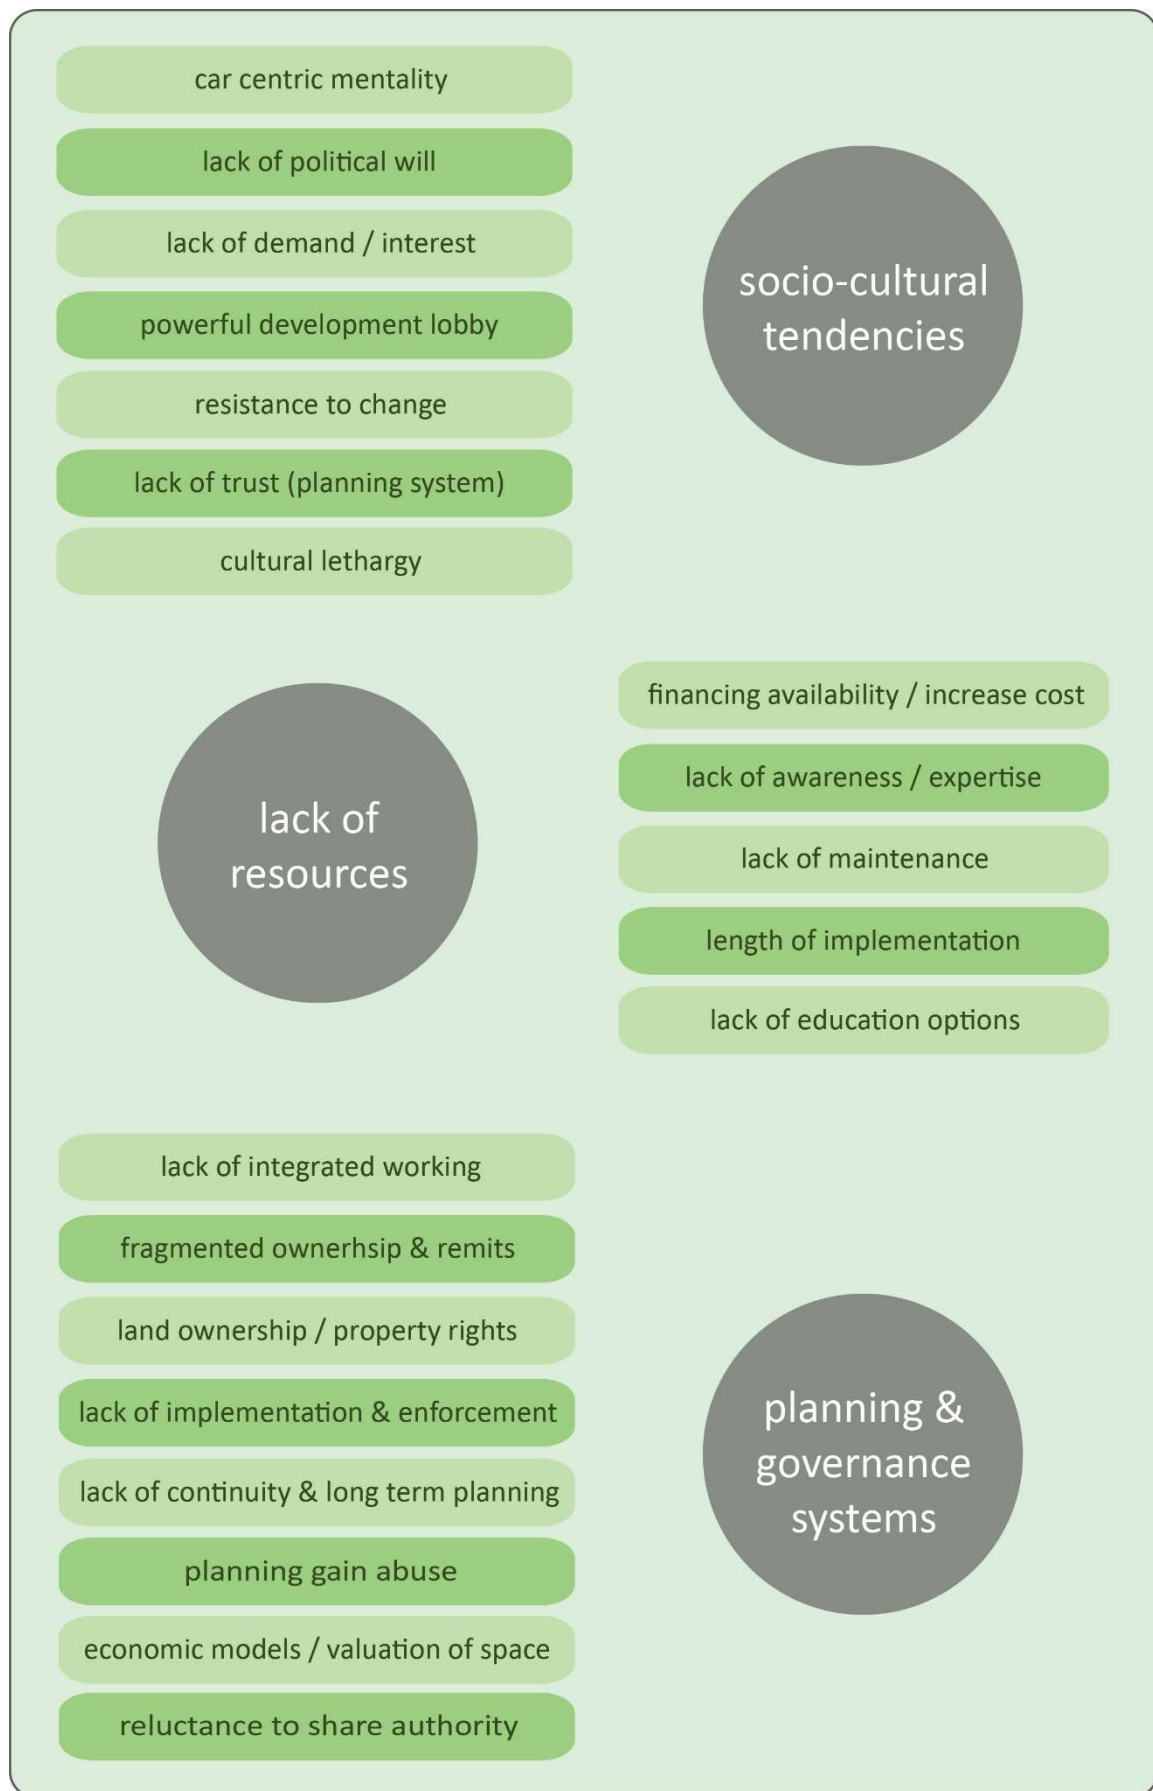 car centric mentality
lack of political will
lack of demand / interest
powerful development lobby
resistance to change
lack of trust (planning system)
cultural lethargy
socio-cultural
tendencies
lack of
resources
financing availability / increase cost
lack of awareness / expertise
lack of maintenance
length of implementation
lack of education options
lack of integrated working
fragmented ownerhsip & remits
land ownership / property rights
lack of implementation & enforcement
lack of continuity & long term planning
planning gain abuse
economic models / valuation of space
reluctance to share authority
planning &
governance
systems